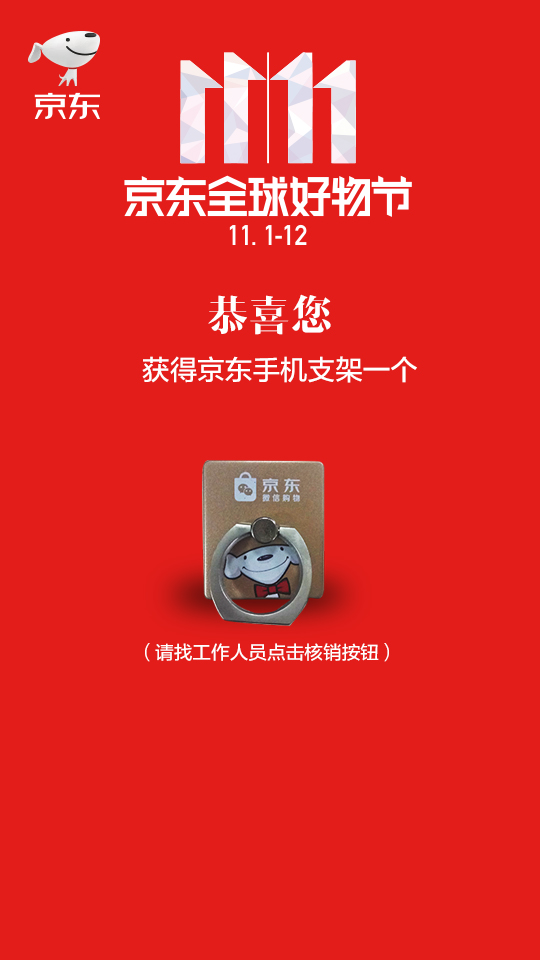 京东
11 11
京东全球好物节
11. 1-12
恭喜您
获得京东手机支架一个
京东
微信购物
（请找工作人员点击核销按钮）